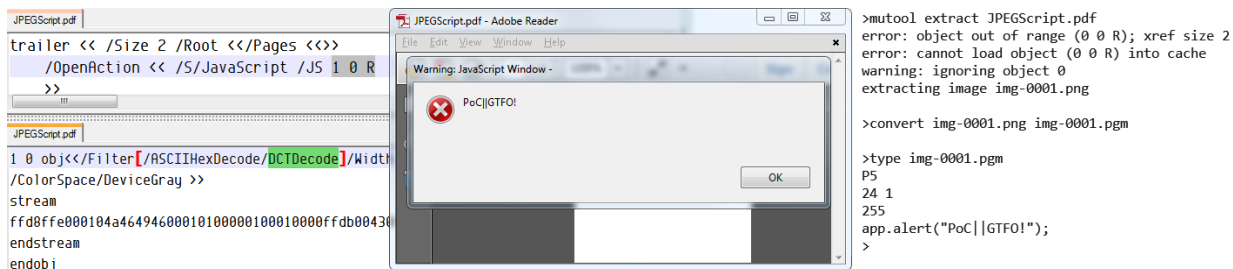 JPEGScript.pdf
trailer << /Size 2 /Root <</Pages <<>>
/OpenAction << /S/JavaScript /JS 1 0 R
>>
JPEGScript.pdf
1 0 obj<</Filter[/ASCIIHexDecode/DCTDecode]/Width
/ColorSpace/DeviceGray >>
stream
ffd8ffe000104a46494600010100000100010000ffdb00430
endstream
endobj
JPEGScript.pdf - Adobe Reader
File Edit View Window Help
Warning: JavaScript Window -
PoC||GTFO!
OK
>mutool extract JPEGScript.pdf
error: object out of range (0 0 R); xref size 2
error: cannot load object (0 0 R) into cache
warning: ignoring object 0
extracting image img-0001.png
>convert img-0001.png img-0001.pgm
>type img-0001.pgm
P5
24 1
255
app.alert("PoC||GTFO!");
>